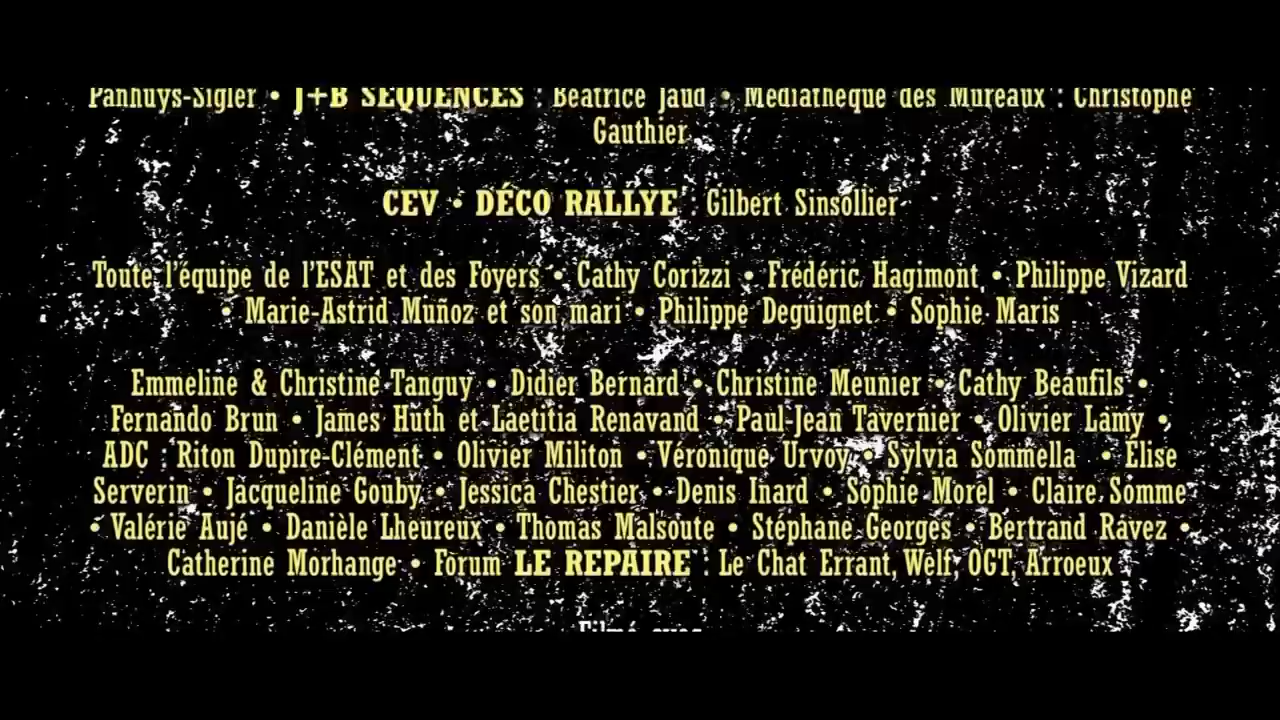 Panhuys-Sigler • J+B SÉQUENCES : Béatrice Jaud • Médiathèque des Mureaux : Christophe
Gauthier
CEV • DÉCO RALLYE : Gilbert Sinsollier
Toute l'équipe de l'ESAT et des Foyers • Cathy Corizzi • Frédéric Hagimont • Philippe Vizard
• Marie-Astrid Muñoz et son mari • Philippe Deguignet • Sophie Maris
Emmeline & Christine Tanguy • Didier Bernard • Christine Meunier • Cathy Beaufils •
Fernando Brun • James Huth et Laetitia Renavand • Paul-Jean Tavernier • Olivier Lamy •
ADC : Riton Dupire-Clément • Olivier Militon • Véronique Urvoy • Sylvia Sommella • Elise
Serverin • Jacqueline Gouby • Jessica Chestier • Denis Inard • Sophie Morel • Claire Somme
• Valérie Aujé • Danièle Lheureux • Thomas Malsoute • Stéphane Georges • Bertrand Ravez •
Catherine Morhange • Forum LE REPAIRE : Le Chat Errant, Welf, OGT, Arroeux
Filmé avec